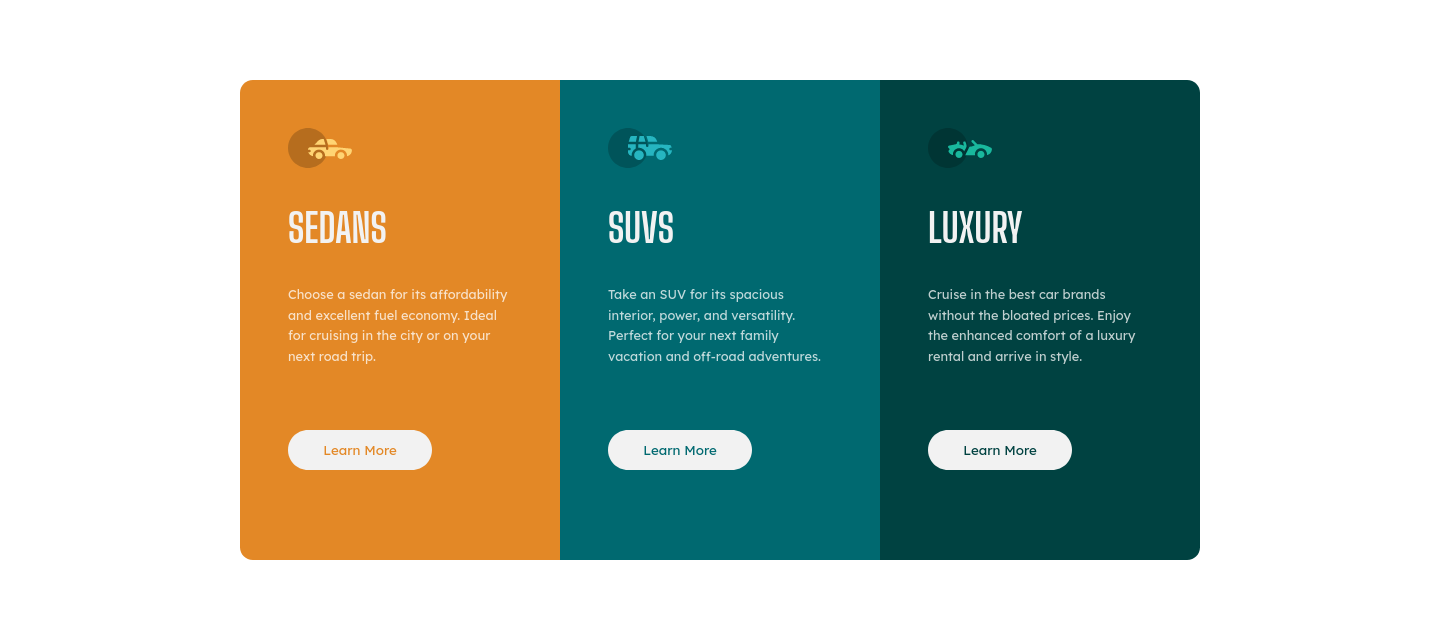 SEDANS
Choose a sedan for its affordability
and excellent fuel economy. Ideal
for cruising in the city or on your
next road trip.
Learn More
SUVS
Take an SUV for its spacious
interior, power, and versatility.
Perfect for your next family
vacation and off-road adventures.
Learn More
LUXURY
Cruise in the best car brands
without the bloated prices. Enjoy
the enhanced comfort of a luxury
rental and arrive in style.
Learn More